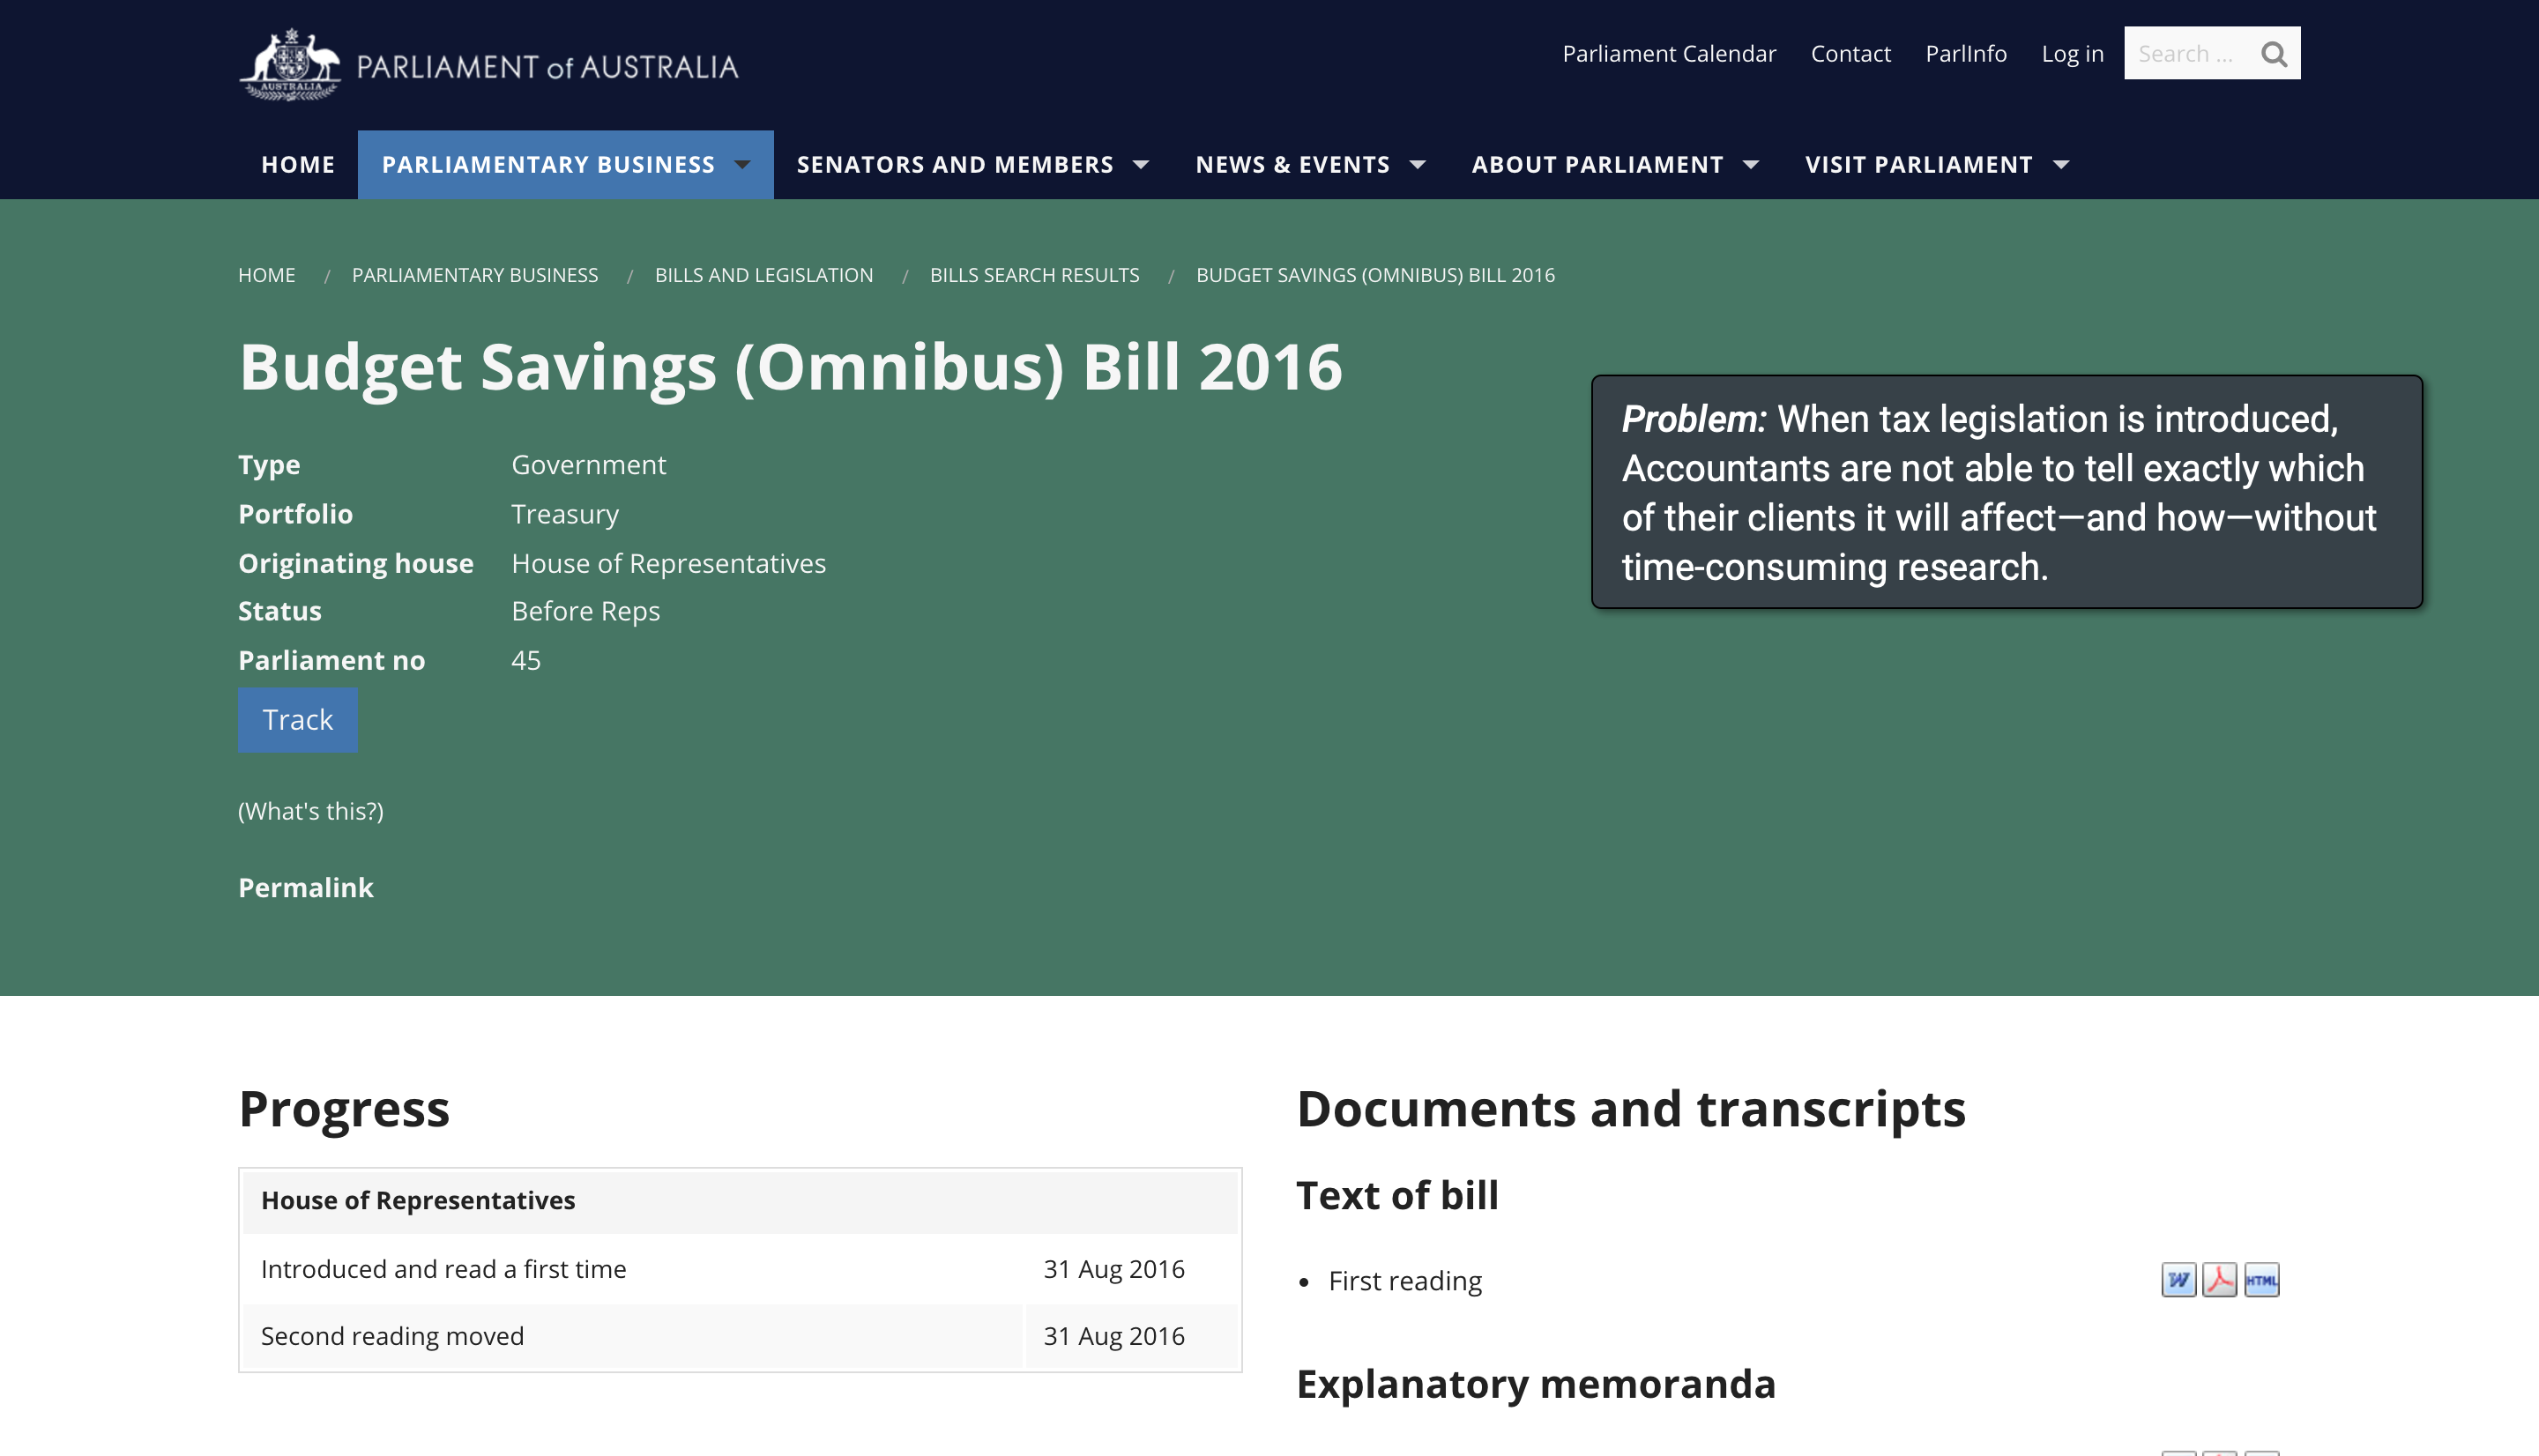 AUSTRALIA
PARLIAMENT of AUSTRALIA
Parliament Calendar
Contact
ParlInfo
Log in
Search ...
HOME
PARLIAMENTARY BUSINESS
SENATORS AND MEMBERS
NEWS & EVENTS
ABOUT PARLIAMENT
VISIT PARLIAMENT
HOME / PARLIAMENTARY BUSINESS / BILLS AND LEGISLATION / BILLS SEARCH RESULTS / BUDGET SAVINGS (OMNIBUS) BILL 2016
Budget Savings (Omnibus) Bill 2016
Type Government
Portfolio Treasury
Originating house House of Representatives
Status Before Reps
Parliament no 45
Track
(What's this?)
Permalink
Problem: When tax legislation is introduced,
Accountants are not able to tell exactly which
of their clients it will affect—and how—without
time-consuming research.
Progress
House of Representatives
Introduced and read a first time 31 Aug 2016
Second reading moved 31 Aug 2016
Documents and transcripts
Text of bill
• First reading
W
HTML
Explanatory memoranda